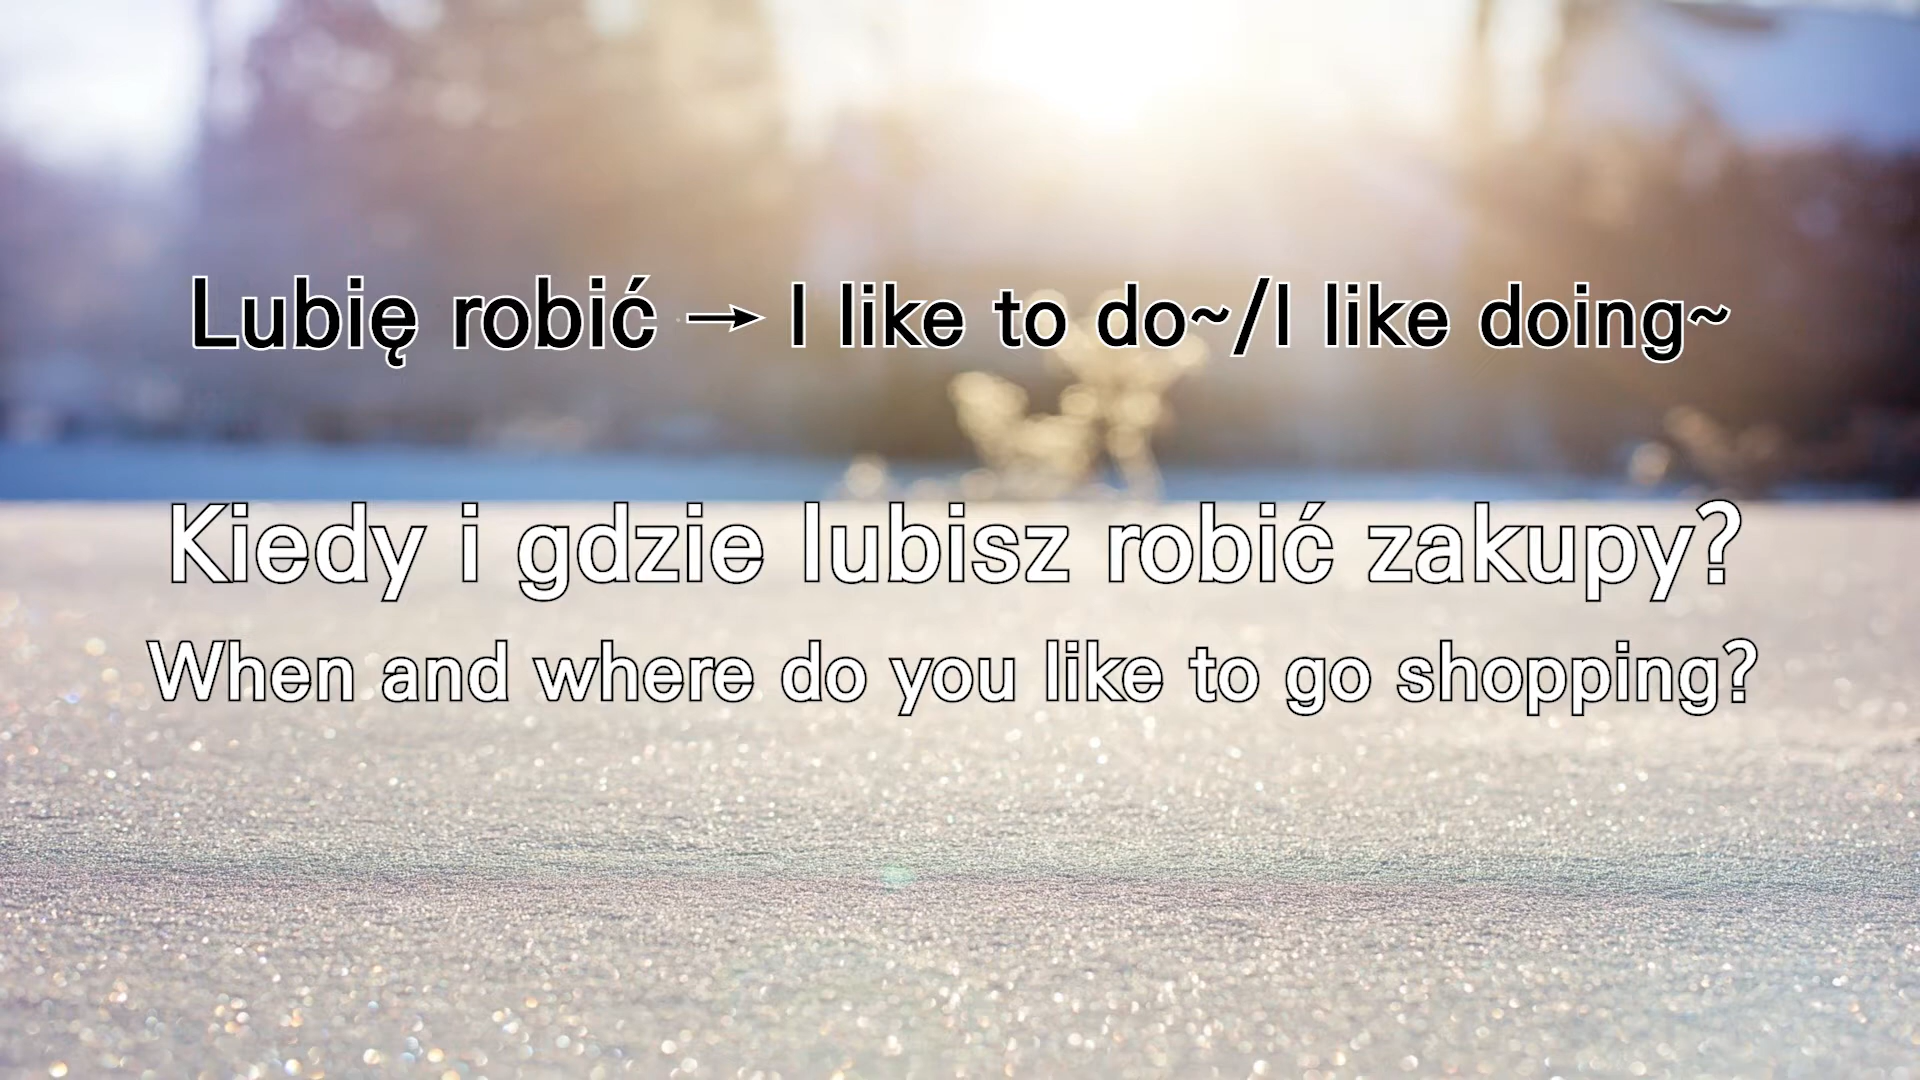 Lubię robić → I like to do~/I like doing~
Kiedy i gdzie lubisz robić zakupy?
When and where do you like to go shopping?